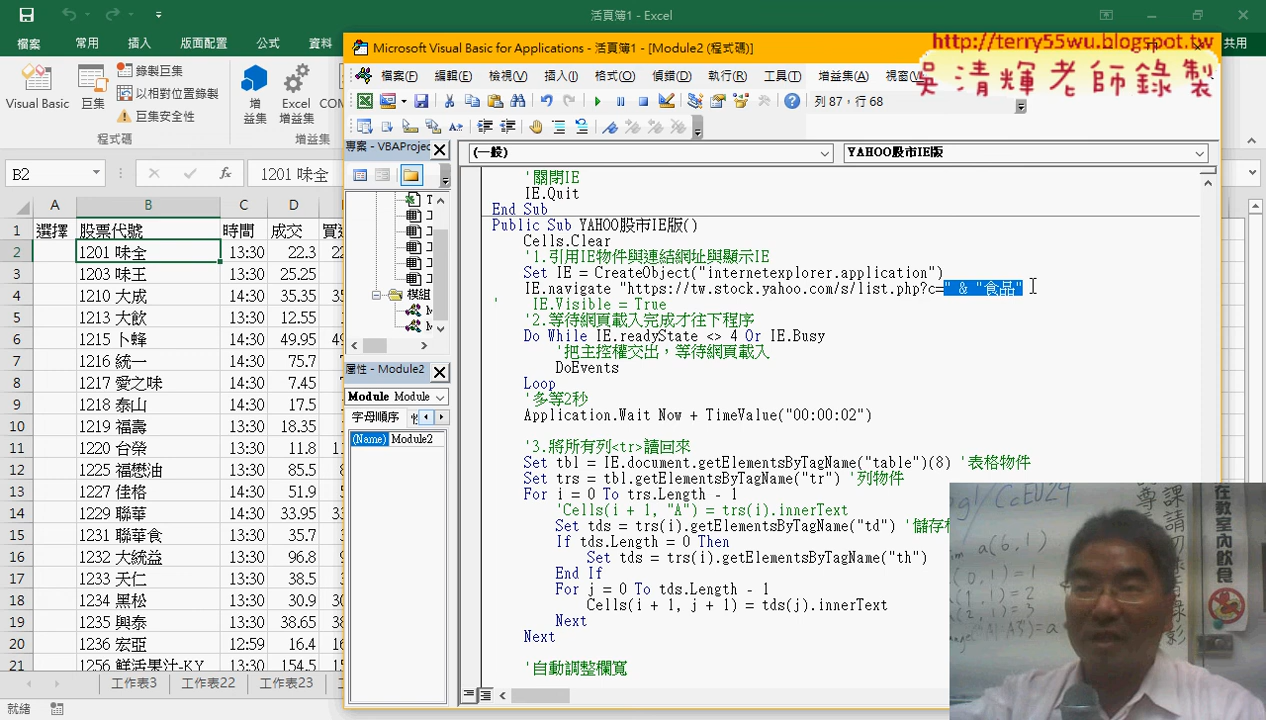 活頁簿1 - Excel
檔案 常用 插入 版面配置 公式 資料 共用
Visual Basic 巨集 錄製巨集 以相對位置錄製 巨集安全性 增益集 Excel 增益集
程式碼 增益集
B2 fx 1201 味全
A B C D
1 選擇 股票代號 時間 成交
2 1201 味全 13:30 22.3
3 1203 味王 13:30 25.25
4 1210 大成 14:30 35.35
5 1213 大飲 13:30 12.55
6 1215 卜蜂 14:30 49.95
7 1216 統一 14:30 75.7
8 1217 愛之味 14:30 7.45
9 1218 泰山 14:30 17.5
10 1219 福壽 13:30 18.35
11 1220 台榮 13:30 11.8
12 1225 福懋油 14:30 85.5
13 1227 佳格 14:30 51.9
14 1229 聯華 14:30 33.95
15 1231 聯華食 14:30 35.7
16 1232 大統益 14:30 96.8
17 1233 天仁 13:30 38.5
18 1234 黑松 14:30 30.9
19 1235 興泰 13:30 38.65
20 1236 宏亞 12:59 16.4
21 1256 鮮活果汁-KY 13:30 154.5
工作表3 工作表22 工作表23
就緒
Microsoft Visual Basic for Applications - 活頁簿1 - [Module2 (程式碼)]
http://terry55wu.blogspot.tw
吳清輝老師錄製
檔案(F) 編輯(E) 檢視(V) 插入(I) 格式(O) 偵錯(D) 執行(R) 工具(T) 增益集(A) 視窗
列 87，行 68
專案 - VBAProjec
模組
屬性 - Module2
Module2 Module
字母順序
(Name) Module2
(一般) YAHOO股市IE版
'關閉IE
IE.Quit
End Sub
Public Sub YAHOO股市IE版()
Cells.Clear
'1.引用IE物件與連結網址與顯示IE
Set IE = CreateObject("internetexplorer.application")
IE.navigate "https://tw.stock.yahoo.com/s/list.php?c=" & "食品"
' IE.Visible = True
'2.等待網頁載入完成才往下程序
Do While IE.readyState <> 4 Or IE.Busy
'把主控權交出，等待網頁載入
DoEvents
Loop
'多等2秒
Application.Wait Now + TimeValue("00:00:02")
'3.將所有列<tr>讀回來
Set tbl = IE.document.getElementsByTagName("table")(8) '表格物件
Set trs = tbl.getElementsByTagName("tr") '列物件
For i = 0 To trs.Length - 1
'Cells(i + 1, "A") = trs(i).innerText
Set tds = trs(i).getElementsByTagName("td") '儲存
If tds.Length = 0 Then
Set tds = trs(i).getElementsByTagName("th")
End If
For j = 0 To tds.Length - 1
Cells(i + 1, j + 1) = tds(j).innerText
Next
Next
'自動調整欄寬
在教室內飲食